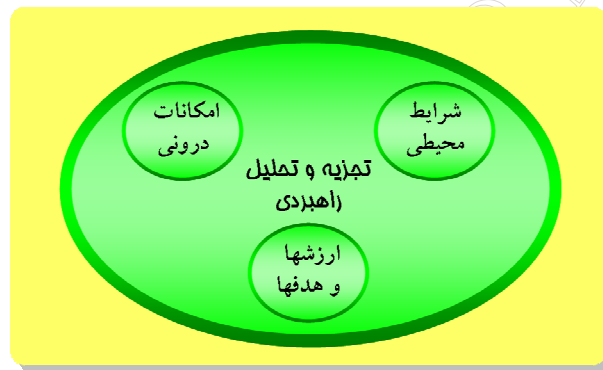 شرایط
محیطی
امکانات
درونی
تجزیه و تحلیل
راهبردی
ارزشها
و هدفها